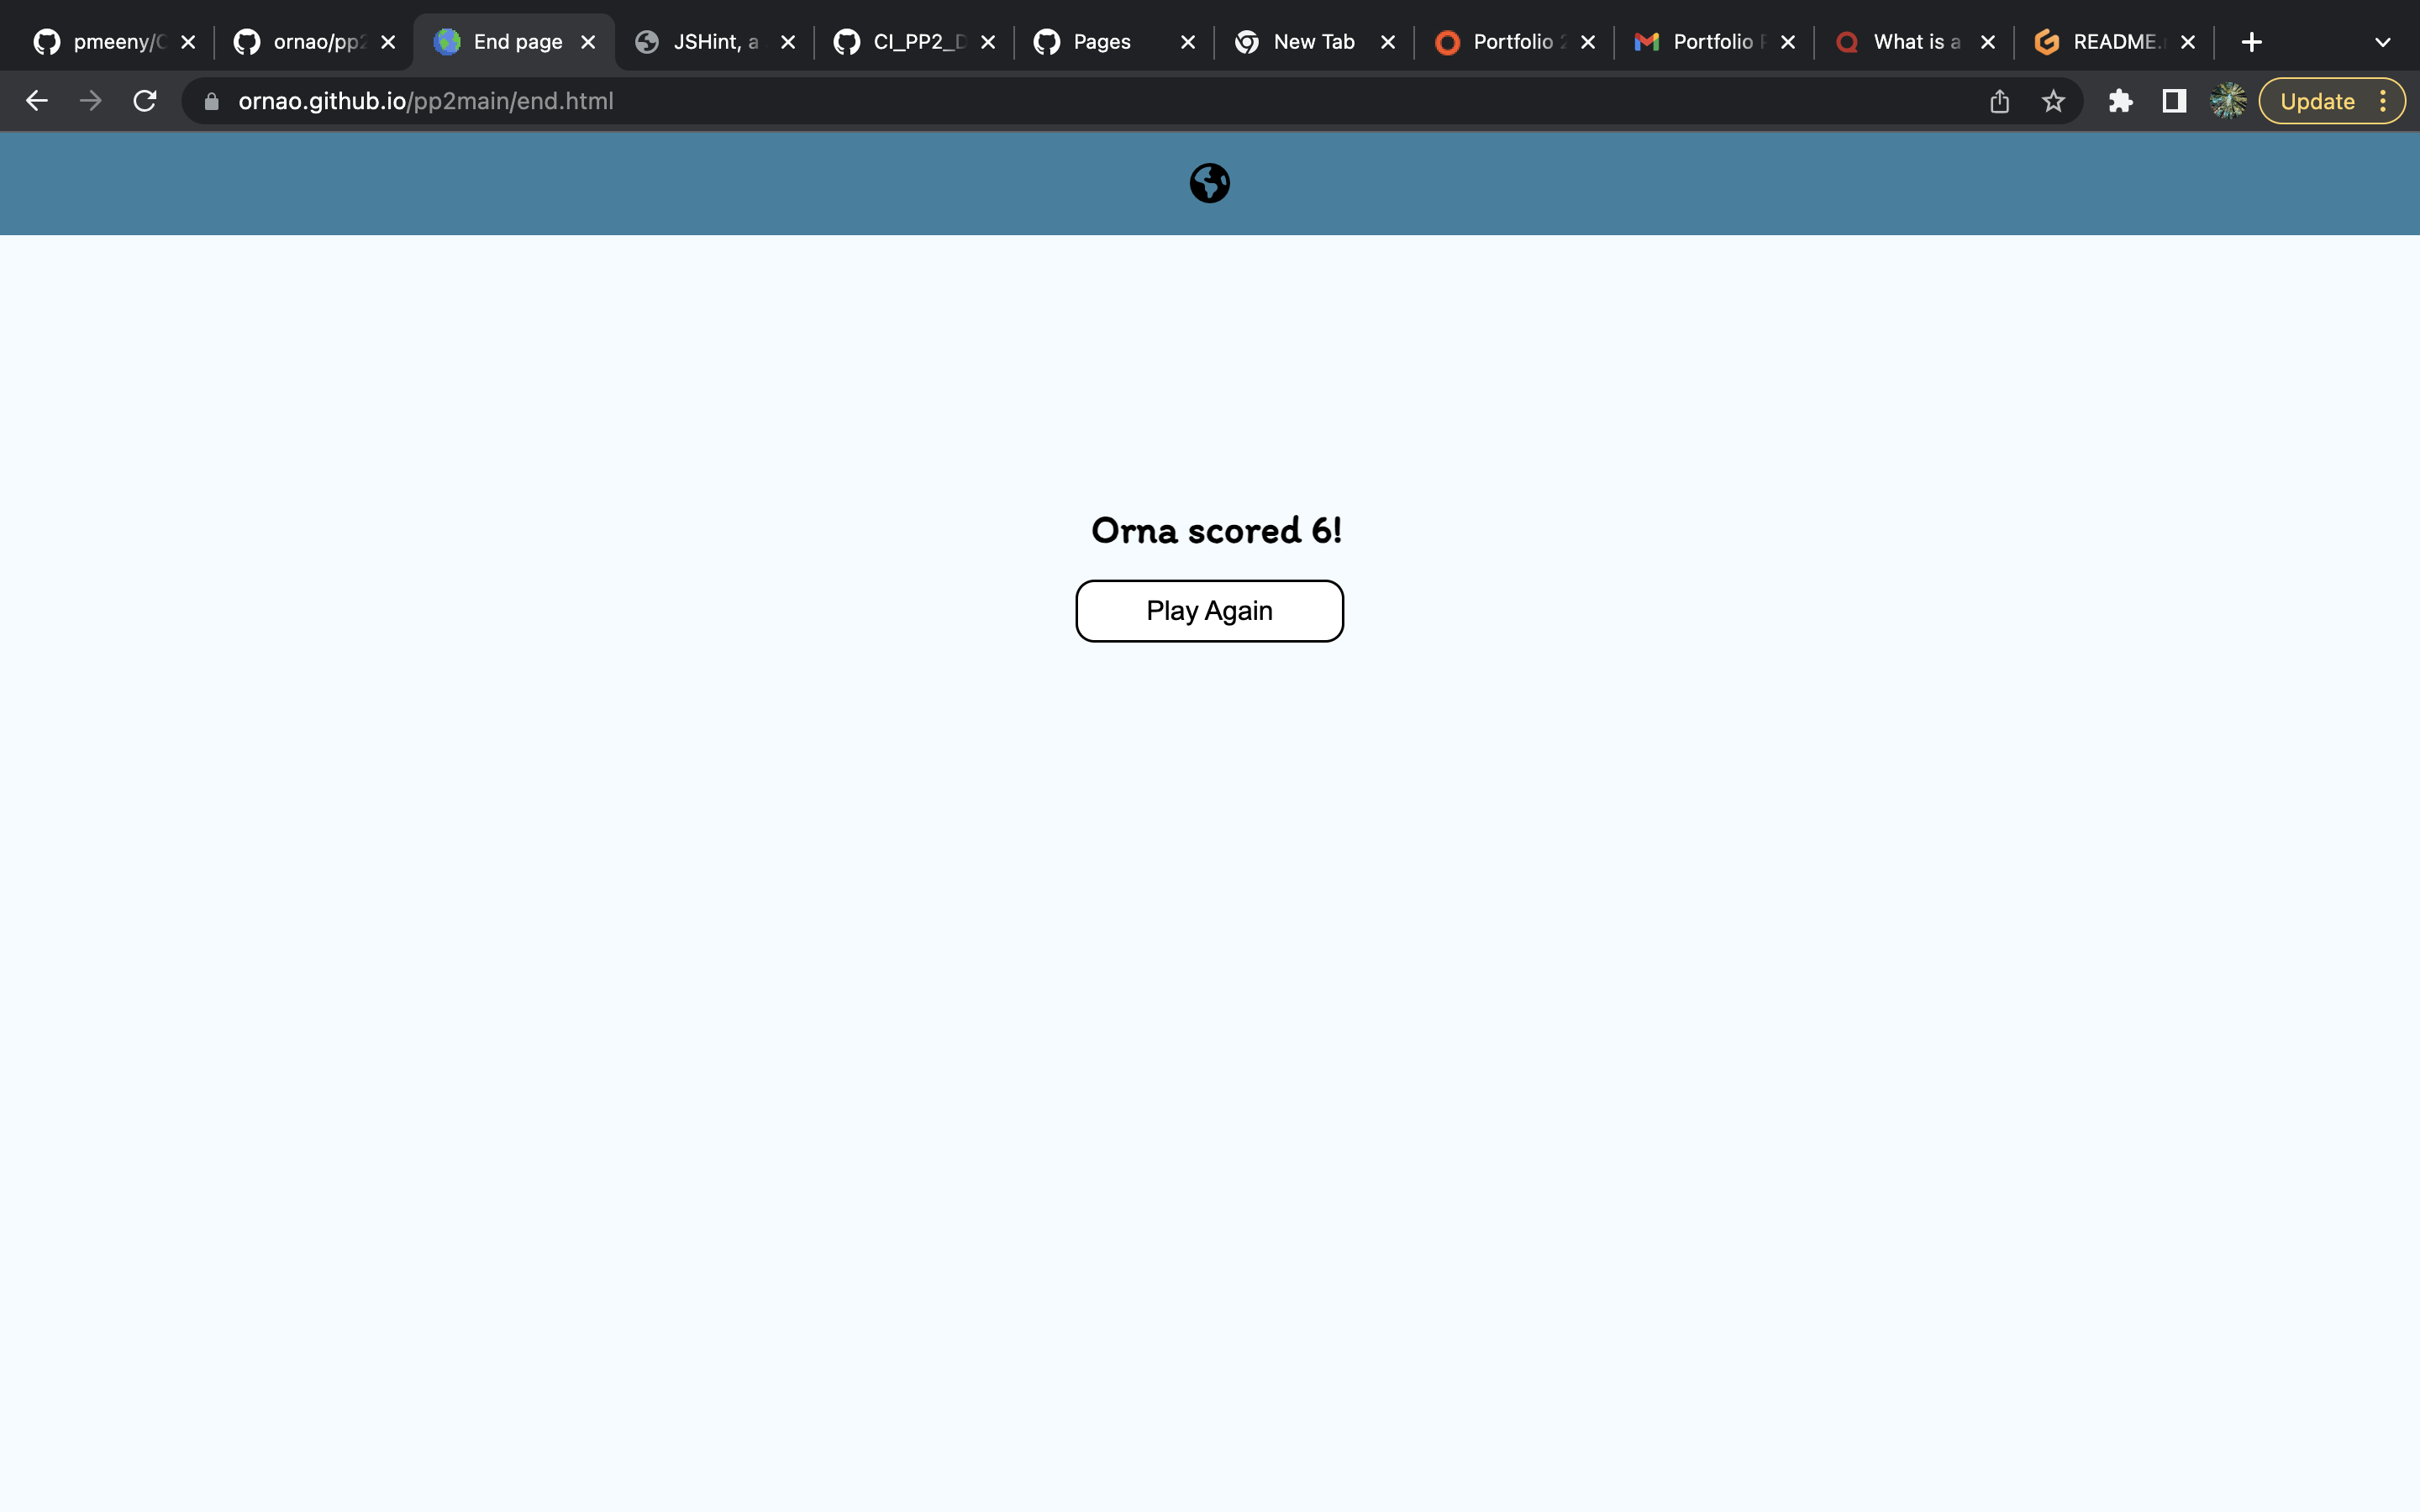 pmeeny/C ornao/pp2 End page JSHint, a CI_PP2_D Pages New Tab Portfolio 2 Portfolio P What is a README.
ornao.github.io/pp2main/end.html Update
Orna scored 6!
Play Again